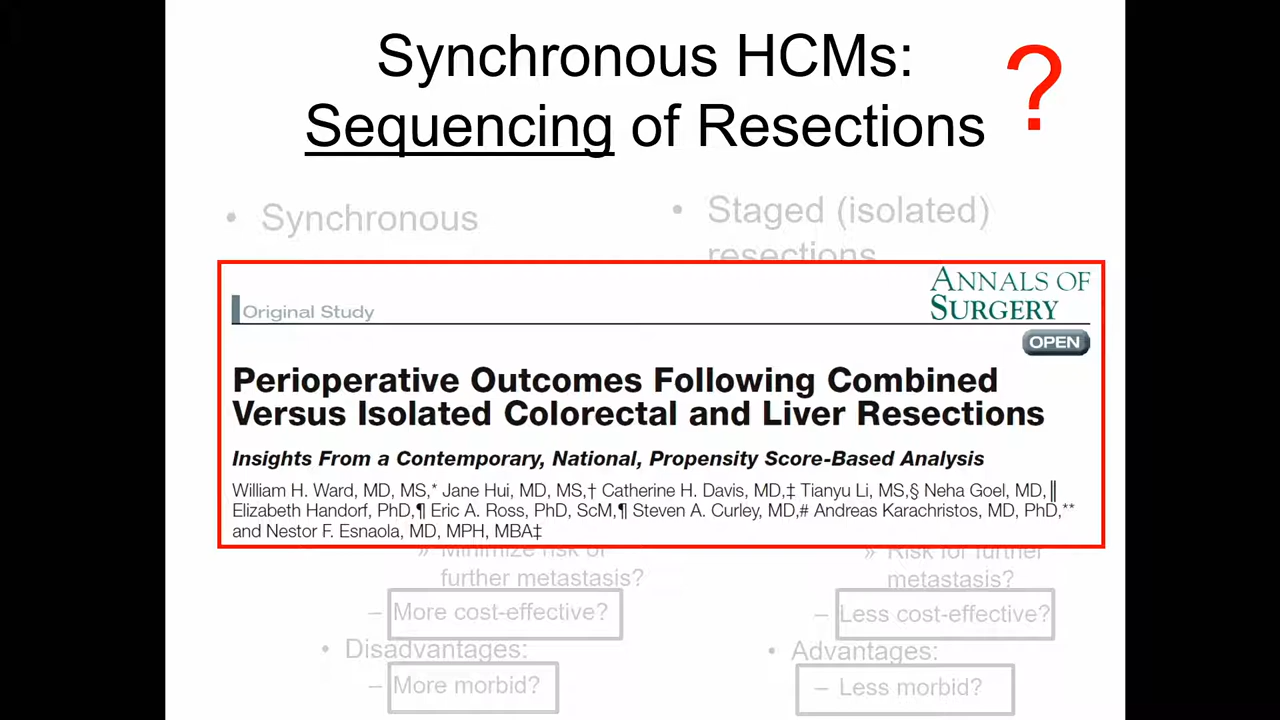 Synchronous HCMs:
Sequencing of Resections
?
• Synchronous
• Staged (isolated)
resections
Original Study
ANNALS OF
SURGERY
OPEN
Perioperative Outcomes Following Combined
Versus Isolated Colorectal and Liver Resections
Insights From a Contemporary, National, Propensity Score-Based Analysis
William H. Ward, MD, MS,* Jane Hui, MD, MS,† Catherine H. Davis, MD,‡ Tianyu Li, MS,§ Neha Goel, MD,‖
Elizabeth Handorf, PhD,¶ Eric A. Ross, PhD, ScM,¶ Steven A. Curley, MD,# Andreas Karachristos, MD, PhD,**
and Nestor F. Esnaola, MD, MPH, MBA‡
» Minimize risk of
further metastasis?
– More cost-effective?
• Disadvantages:
– More morbid?
» Risk for further
metastasis?
– Less cost-effective?
• Advantages:
– Less morbid?